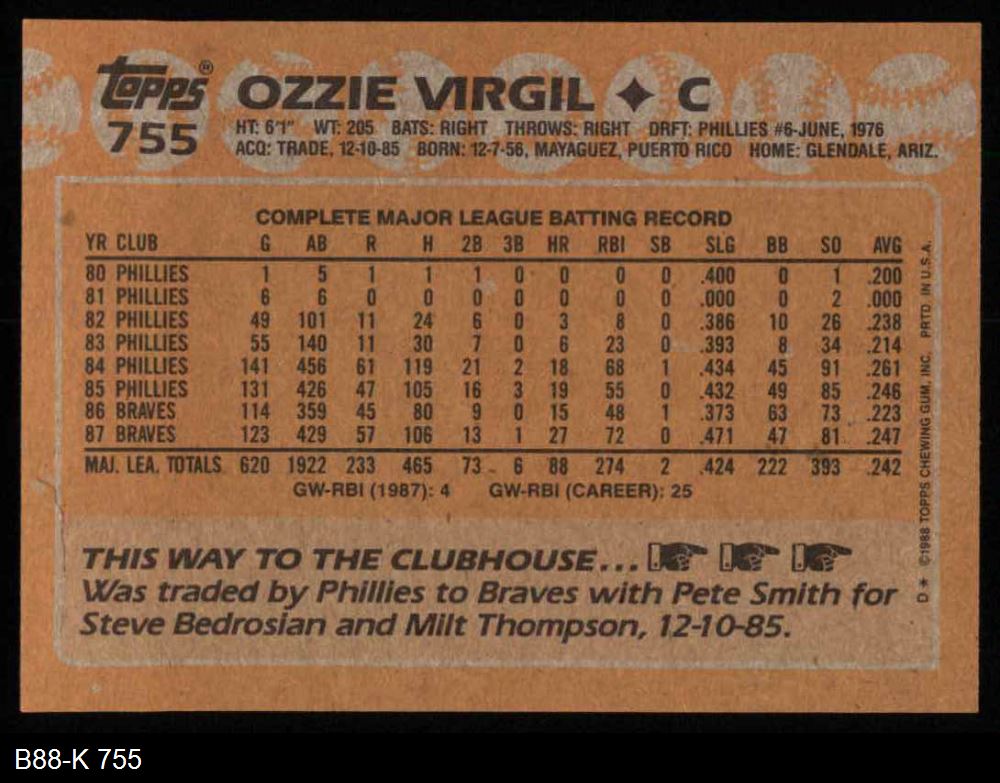 topps® OZZIE VIRGIL ✦ C
755 HT: 6'1" WT: 205 BATS: RIGHT THROWS: RIGHT DRFT: PHILLIES #6-JUNE, 1976
ACQ: TRADE, 12-10-85 BORN: 12-7-56, MAYAGUEZ, PUERTO RICO HOME: GLENDALE, ARIZ.
COMPLETE MAJOR LEAGUE BATTING RECORD
YR CLUB G AB R H 2B 3B HR RBI SB SLG BB SO AVG
80 PHILLIES 1 5 1 1 1 0 0 0 0 .400 0 1 .200
81 PHILLIES 6 6 0 0 0 0 0 0 0 .000 0 2 .000
82 PHILLIES 49 101 11 24 6 0 3 8 0 .386 10 26 .238
83 PHILLIES 55 140 11 30 7 0 6 23 0 .393 8 34 .214
84 PHILLIES 141 456 61 119 21 2 18 68 1 .434 45 91 .261
85 PHILLIES 131 426 47 105 16 3 19 55 0 .432 49 85 .246
86 BRAVES 114 359 45 80 9 0 15 48 1 .373 63 73 .223
87 BRAVES 123 429 57 106 13 1 27 72 0 .471 47 81 .247
MAJ. LEA. TOTALS 620 1922 233 465 73 6 88 274 2 .424 222 393 .242
GW-RBI (1987): 4 GW-RBI (CAREER): 25
THIS WAY TO THE CLUBHOUSE...
Was traded by Phillies to Braves with Pete Smith for
Steve Bedrosian and Milt Thompson, 12-10-85.
D* ©1988 TOPPS CHEWING GUM, INC. PRTD. IN U.S.A.
B88-K 755